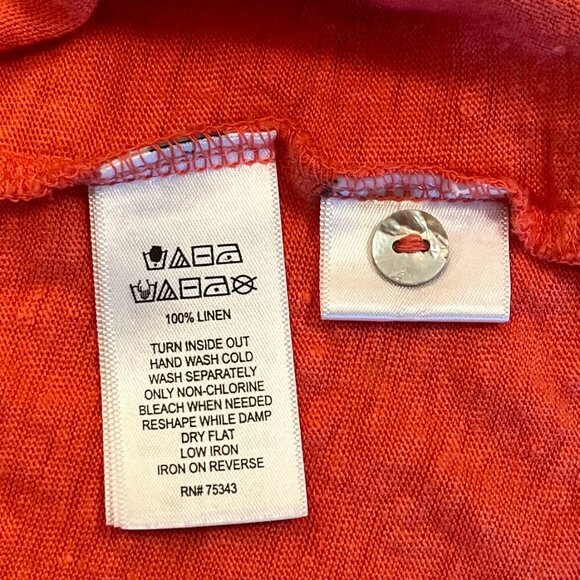 100% LINEN
TURN INSIDE OUT
HAND WASH COLD
WASH SEPARATELY
ONLY NON-CHLORINE
BLEACH WHEN NEEDED
RESHAPE WHILE DAMP
DRY FLAT
LOW IRON
IRON ON REVERSE
RN# 75343